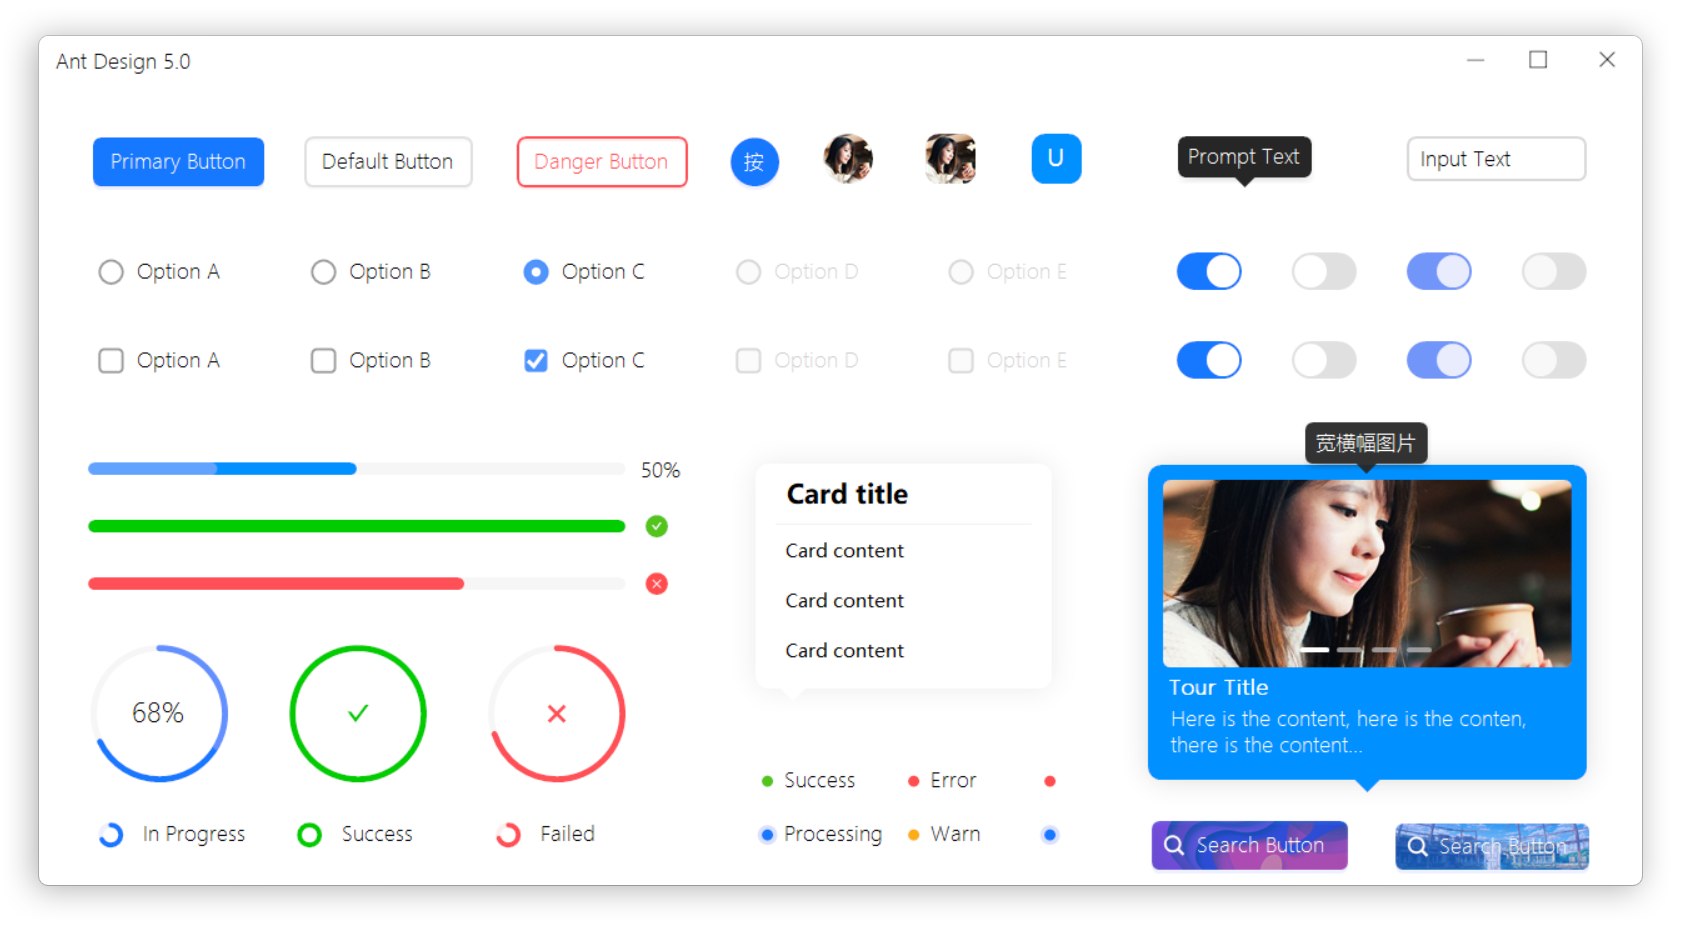 Ant Design 5.0
Primary Button
Default Button
Danger Button
按
U
Prompt Text
Input Text
Option A
Option B
Option C
Option D
Option E
Option A
Option B
Option C
Option D
Option E
50%
68%
In Progress
Success
Failed
Card title
Card content
Card content
Card content
Success
Error
Processing
Warn
宽横幅图片
Tour Title
Here is the content, here is the conten,
there is the content...
Search Button
Search Button